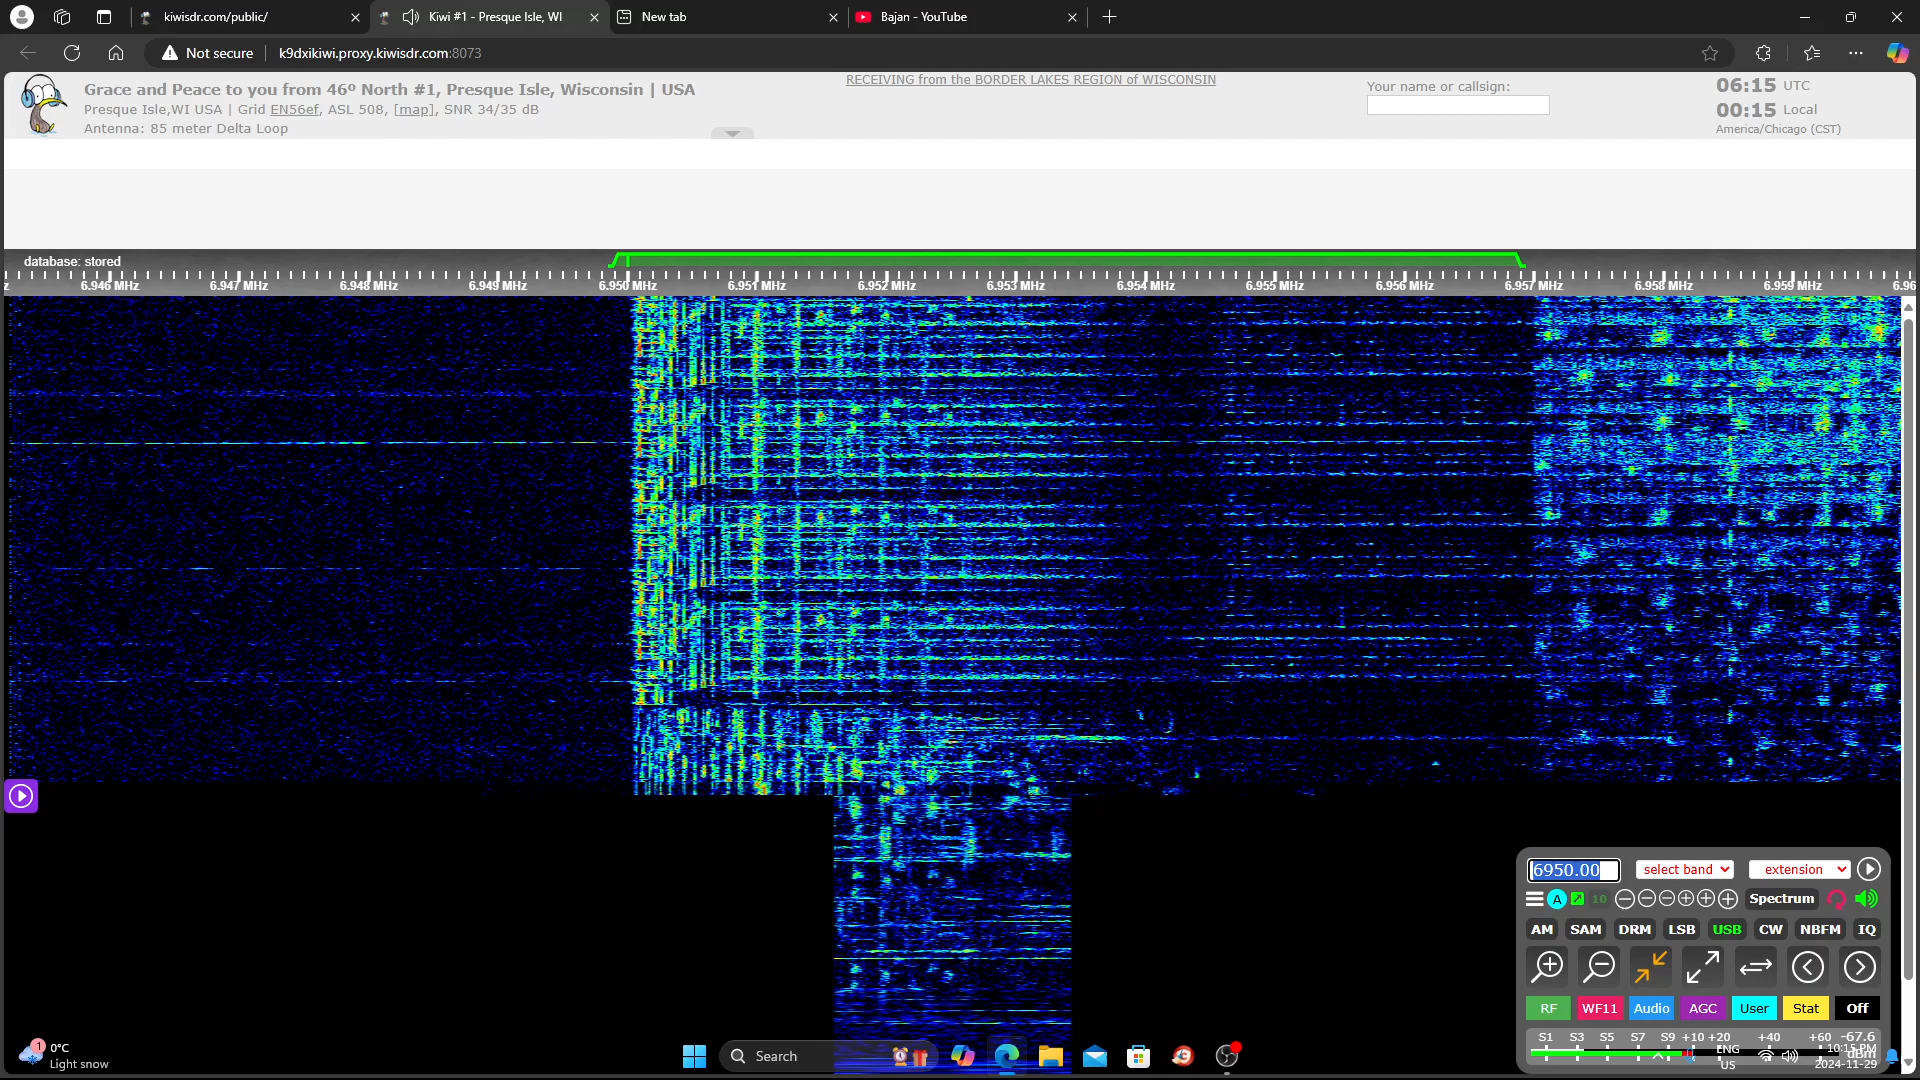 kiwisdr.com/public/
Kiwi #1 - Presque Isle, WI
New tab
Bajan - YouTube
Not secure
k9dxikiwi.proxy.kiwisdr.com:8073
Grace and Peace to you from 46º North #1, Presque Isle, Wisconsin | USA
Presque Isle,WI USA | Grid EN56ef, ASL 508, [map], SNR 34/35 dB
Antenna: 85 meter Delta Loop
RECEIVING from the BORDER LAKES REGION of WISCONSIN
Your name or callsign:
06:15 UTC
00:15 Local
America/Chicago (CST)
database: stored
z 6.946 MHz 6.947 MHz 6.948 MHz 6.949 MHz 6.950 MHz 6.951 MHz 6.952 MHz 6.953 MHz 6.954 MHz 6.955 MHz 6.956 MHz 6.957 MHz 6.958 MHz 6.959 MHz 6.96
6950.00 select band extension
A 10 Spectrum
AM SAM DRM LSB USB CW NBFM IQ
RF WF11 Audio AGC User Stat Off
S1 S3 S5 S7 S9 +10 +20 +40 +60 -67.6
dBm
1
0°C
Light snow
Search
ENG
US
10:15 PM
2024-11-29